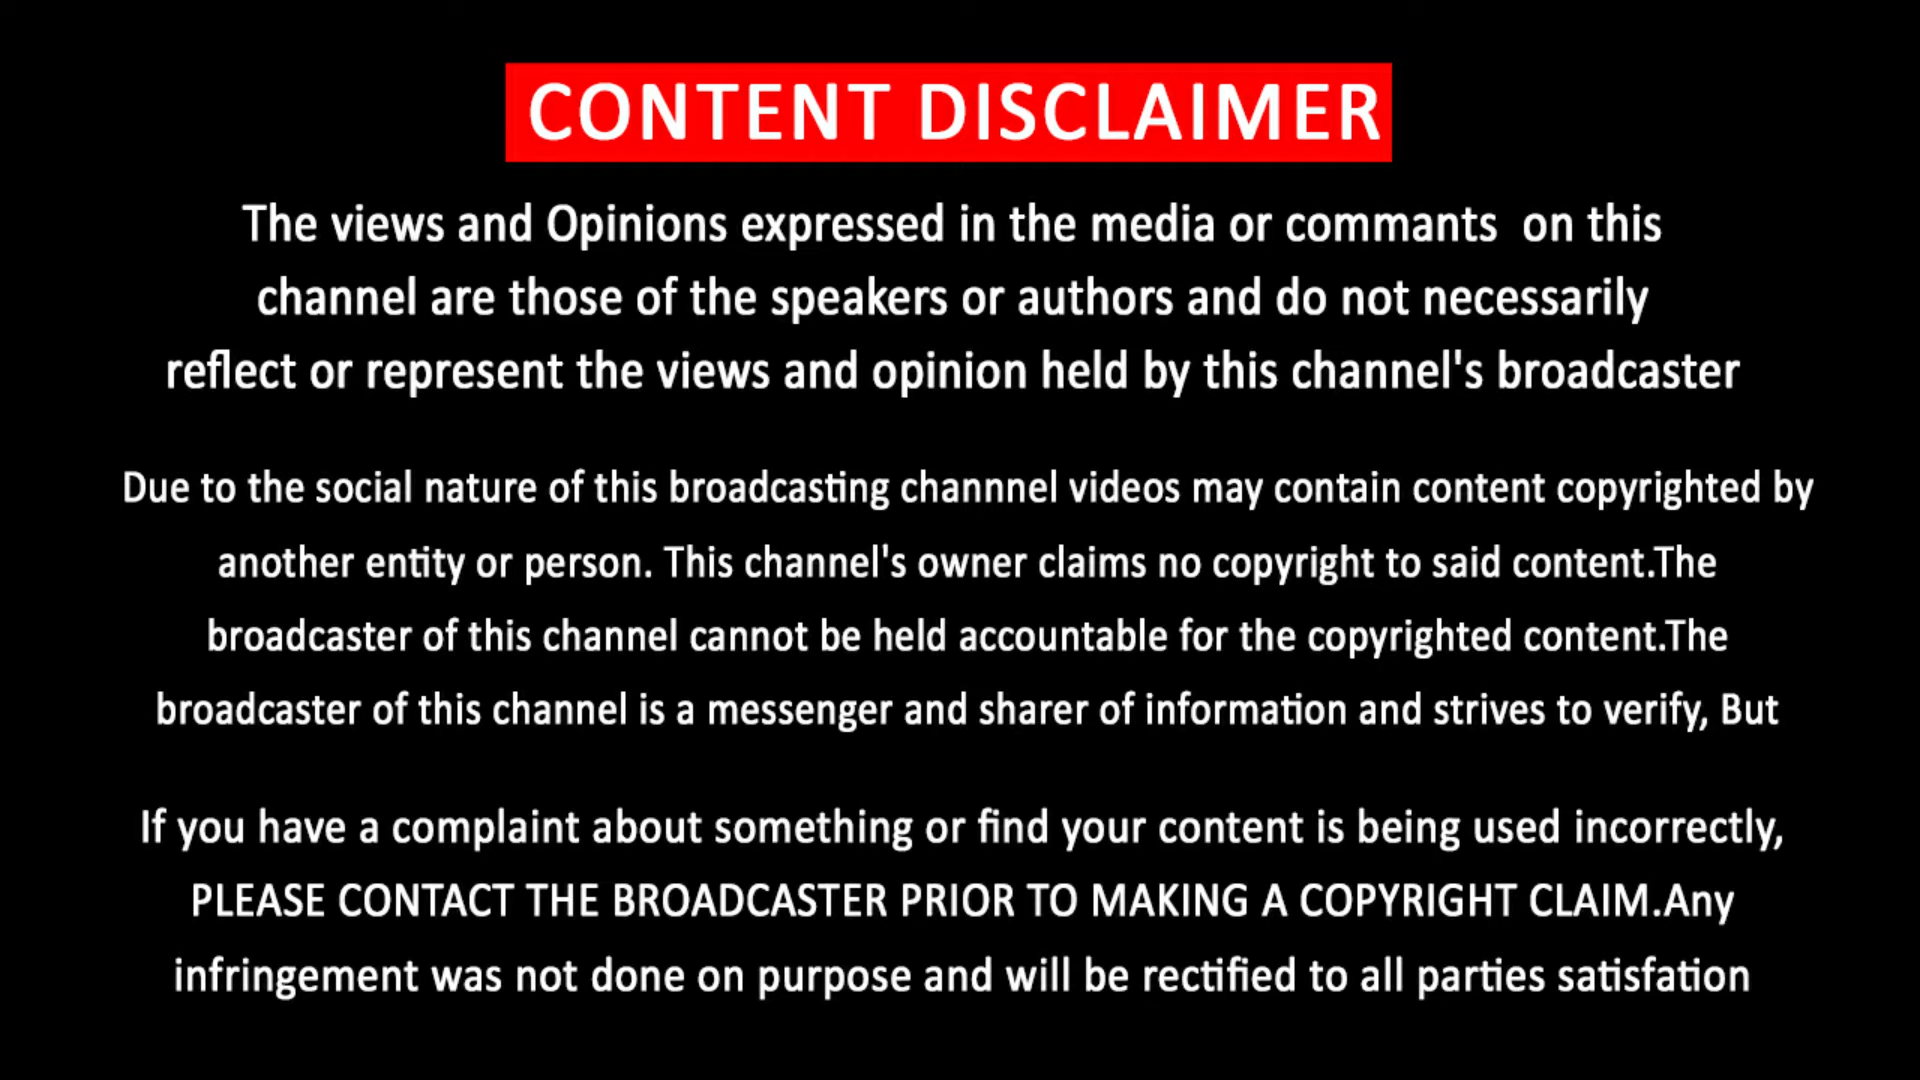 CONTENT DISCLAIMER
The views and Opinions expressed in the media or commants on this
channel are those of the speakers or authors and do not necessarily
reflect or represent the views and opinion held by this channel's broadcaster
Due to the social nature of this broadcasting channnel videos may contain content copyrighted by
another entity or person. This channel's owner claims no copyright to said content.The
broadcaster of this channel cannot be held accountable for the copyrighted content.The
broadcaster of this channel is a messenger and sharer of information and strives to verify, But
If you have a complaint about something or find your content is being used incorrectly,
PLEASE CONTACT THE BROADCASTER PRIOR TO MAKING A COPYRIGHT CLAIM.Any
infringement was not done on purpose and will be rectified to all parties satisfation